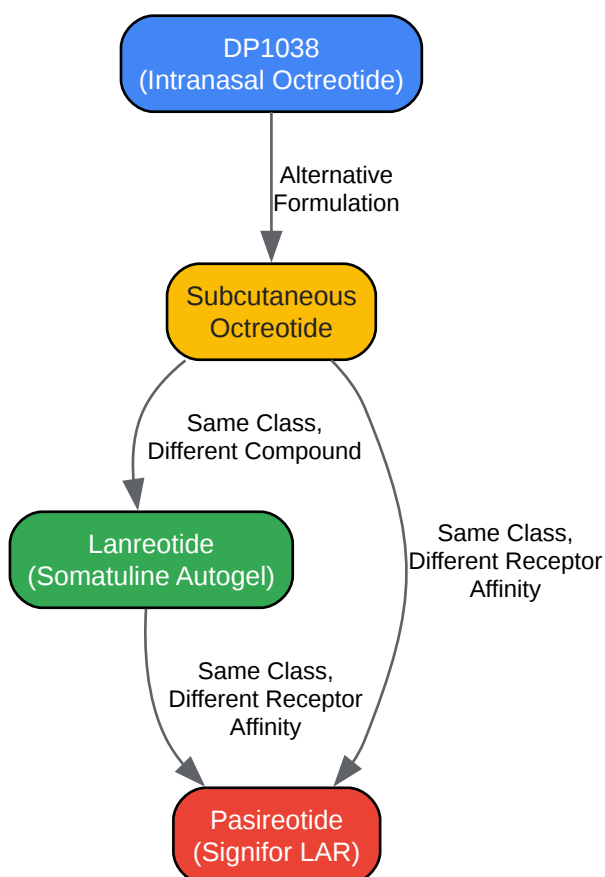 DP1038
(Intranasal Octreotide)
Alternative
Formulation
Subcutaneous
Octreotide
Same Class,
Different Compound
Lanreotide
(Somatuline Autogel)
Same Class,
Different Receptor
Affinity
Same Class,
Different Receptor
Affinity
Pasireotide
(Signifor LAR)